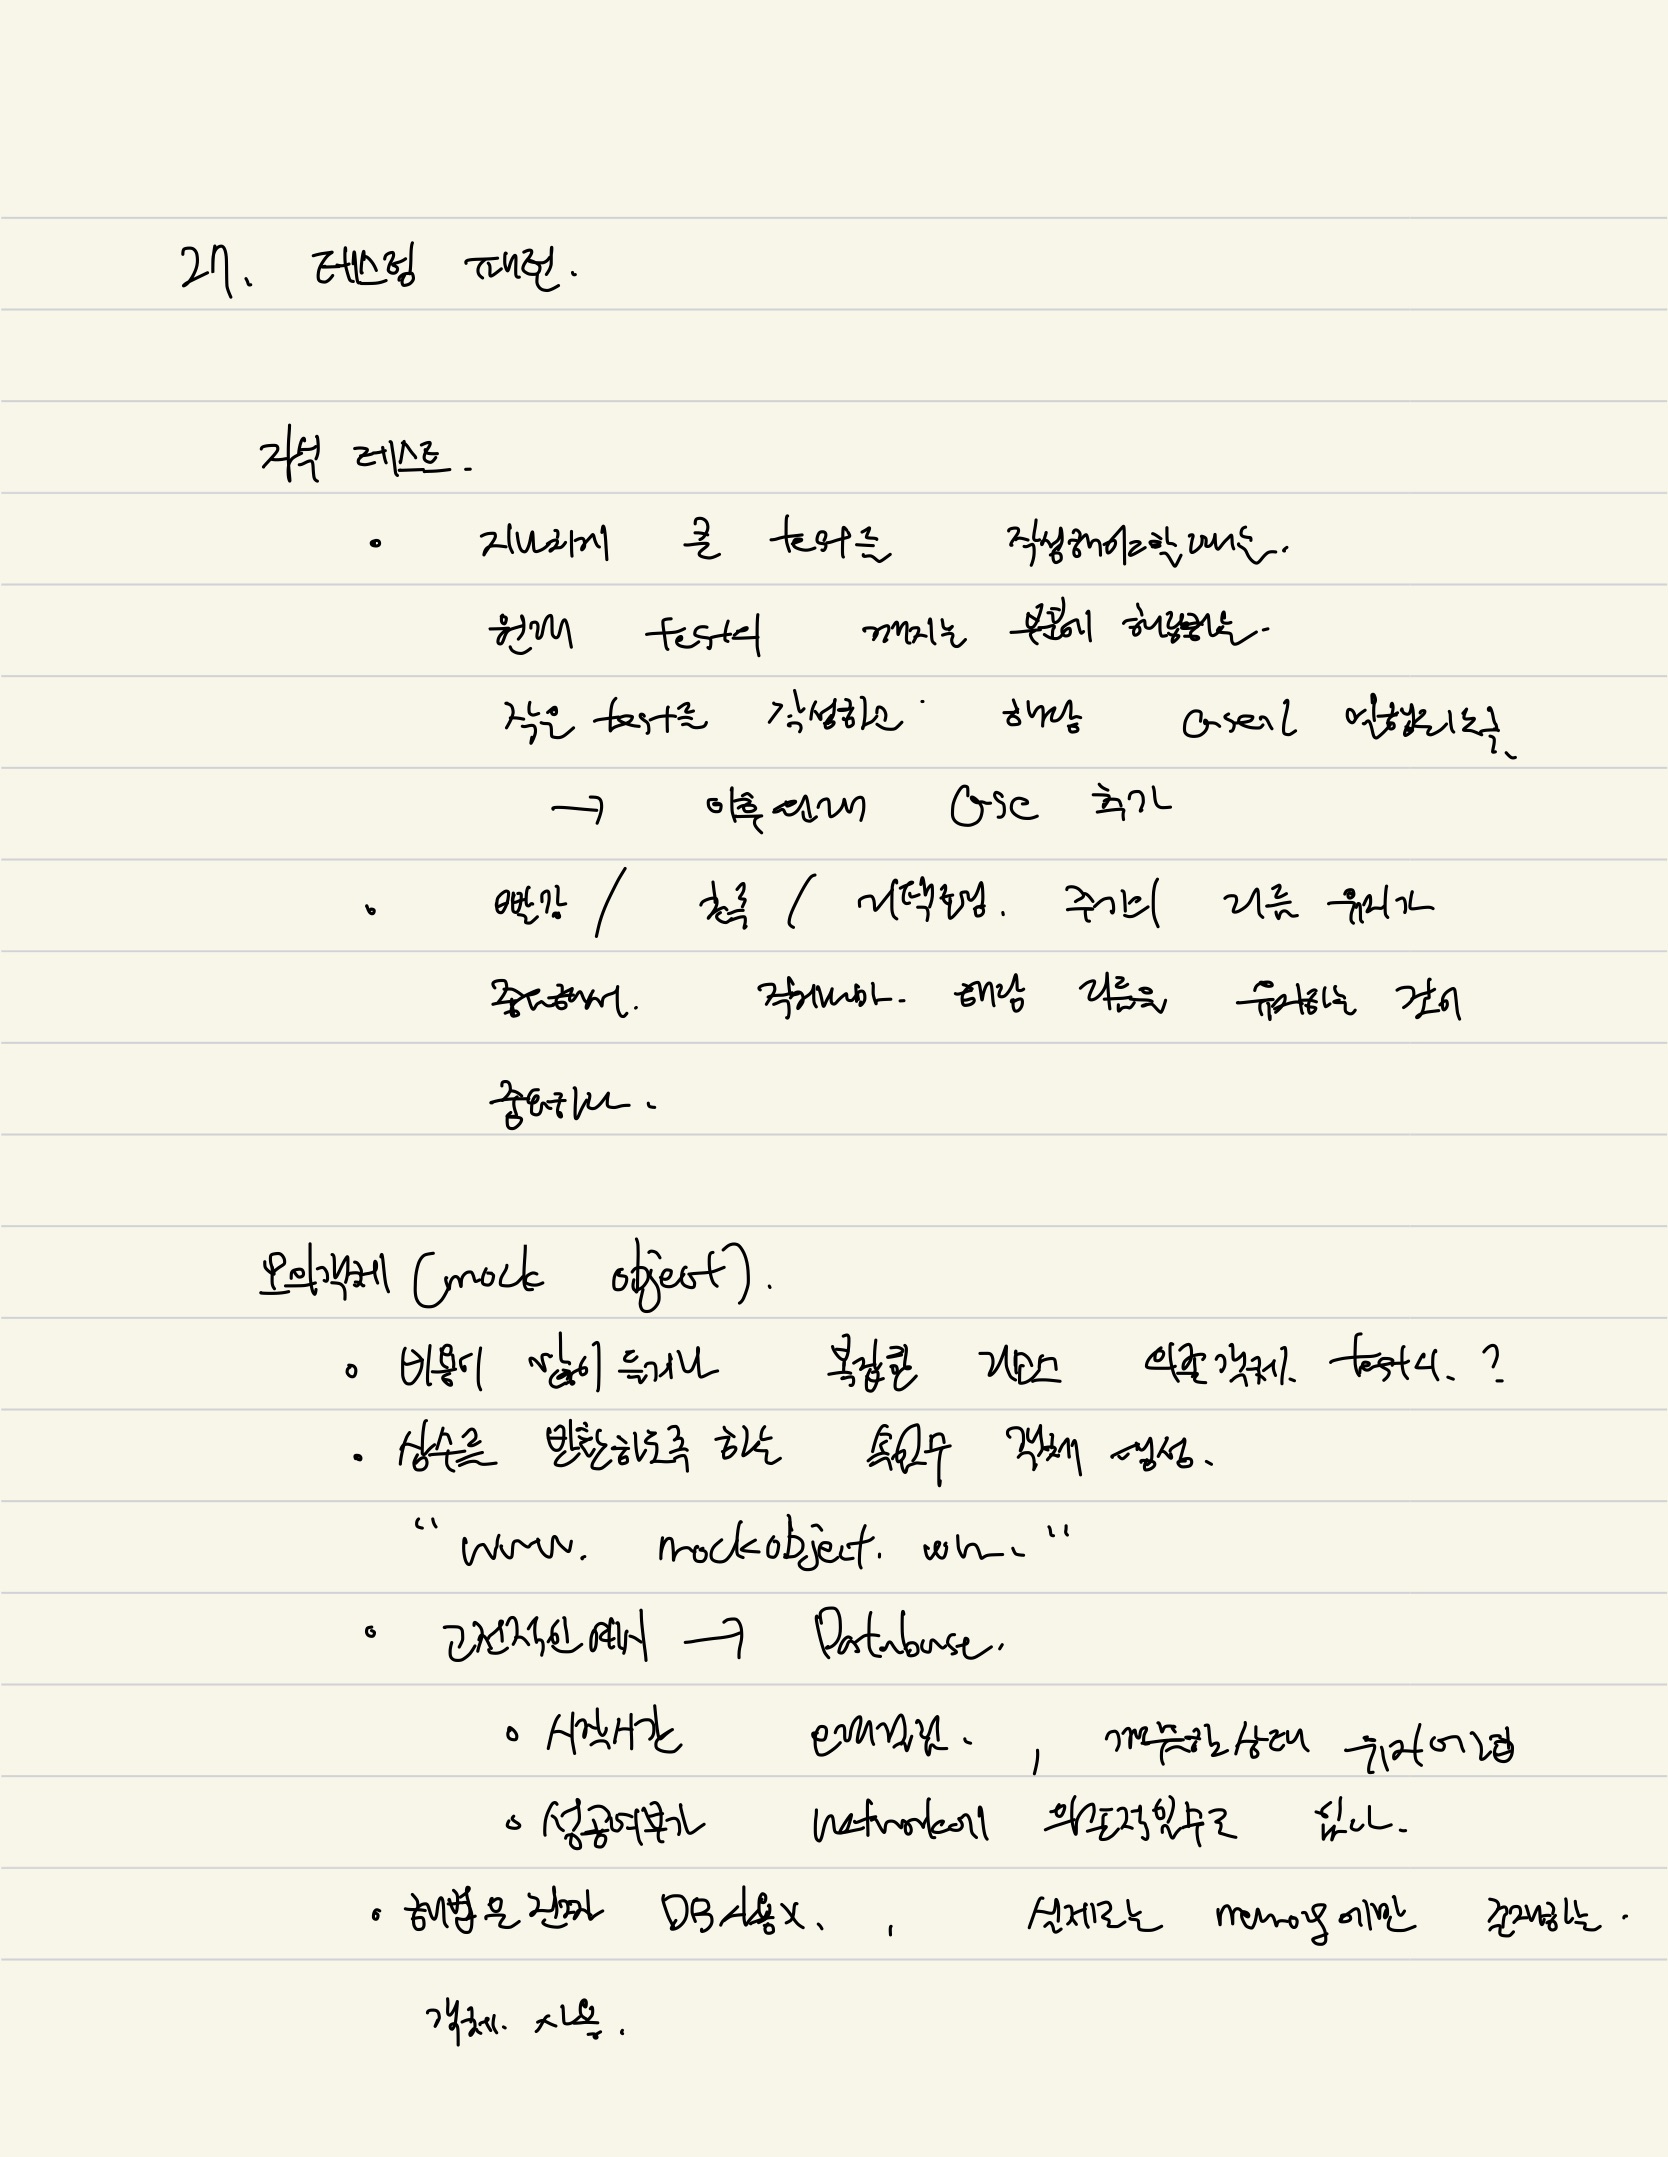 27. 테스팅 패턴.
자식 테스트.
• 지나치게 큰 test를 작성해야할때는.
원래 test의 깨지는 부분에 해당하는.
작은 test를 작성하고 해당 case가 실행되도록.
→ 이후 원래 case 추가
• 빨강 / 초록 / 리팩토링. 주기의 리듬 유지가
중요해서. 해당 리듬을 유지하는 것이
중요하다.
모의객체 (mock object).
• 비용이 많이 들거나 복잡한 리소스 의존 객체. test시.?
• 상수를 반환하도록 하는 속임수 객체 생성.
"www. mockobject. com."
• 고전적인 예시 → Database.
• 시작시간 오래걸림. , 깨끗한 상태 유지 어려움
• 성공여부가 network에 의존적일수도 있다.
• 해법은 진짜 DB사용X. , 실제로는 memory에만 존재하는.
객체. 사용.